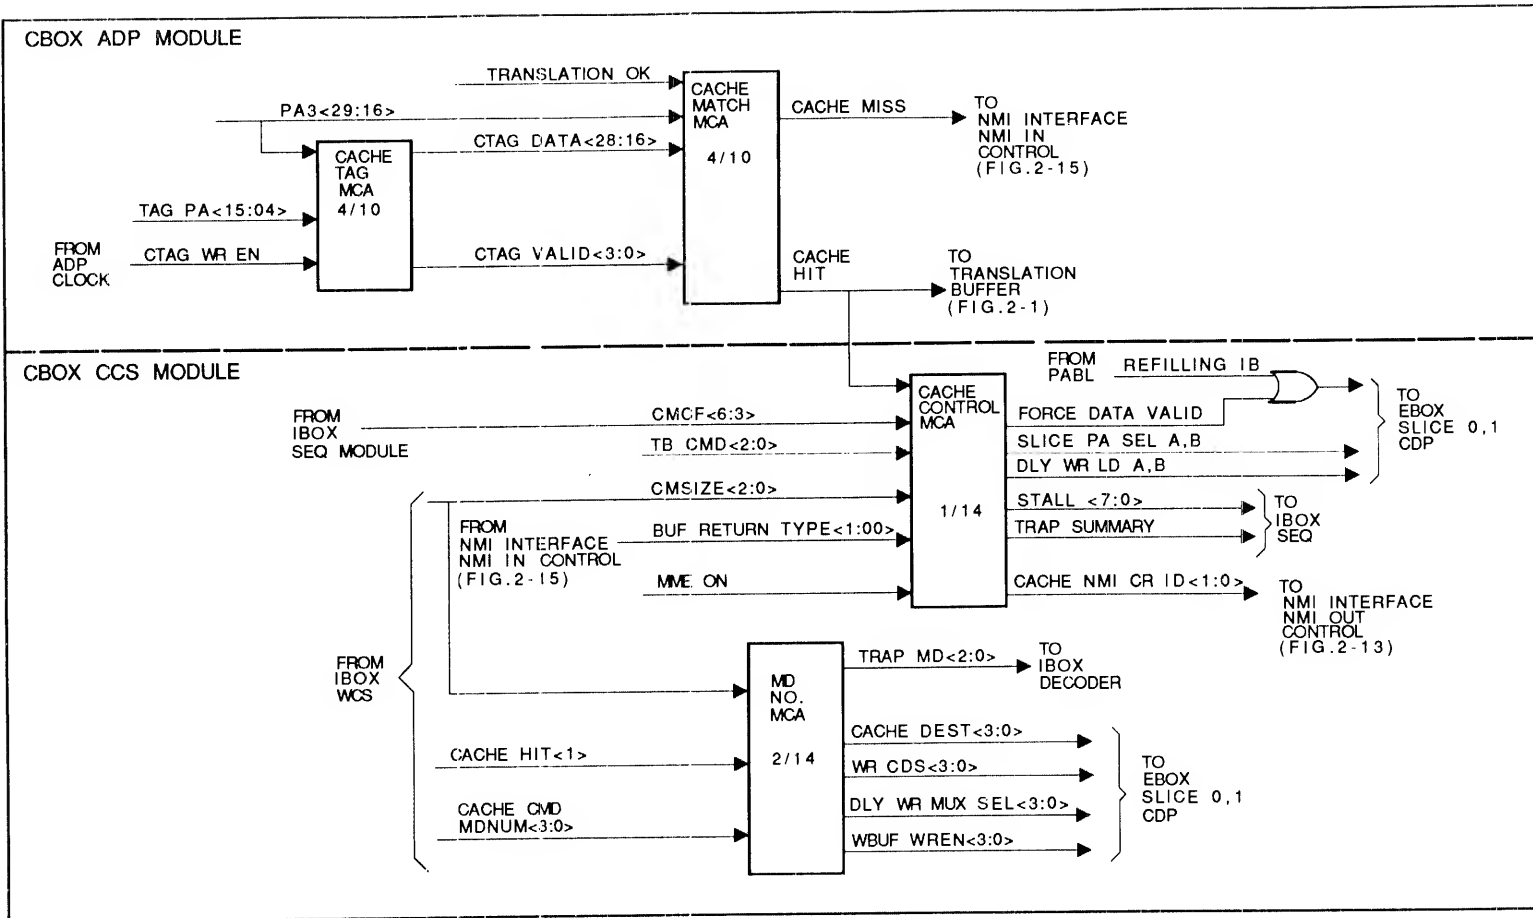 CBOX ADP MODULE
TRANSLATION OK
PA3<29:16>
CACHE
MATCH
MCA
4/10
CACHE MISS
TO
NMI INTERFACE
NMI IN
CONTROL
(FIG.2-15)
CTAG DATA<28:16>
CACHE
TAG
MCA
4/10
TAG PA<15:04>
FROM
ADP
CLOCK
CTAG WR EN
CTAG VALID<3:0>
CACHE
HIT
TO
TRANSLATION
BUFFER
(FIG.2-1)
CBOX CCS MODULE
FROM
PABL
REFILLING IB
CACHE
CONTROL
MCA
1/14
FROM
IBOX
SEQ MODULE
CMCF<6:3>
TB CMD<2:0>
CMSIZE<2:0>
FROM
NMI INTERFACE
NMI IN CONTROL
(FIG.2-15)
BUF RETURN TYPE<1:00>
MME ON
FORCE DATA VALID
SLICE PA SEL A,B
DLY WR LD A,B
TO
EBOX
SLICE 0,1
CDP
STALL <7:0>
TRAP SUMMARY
TO
IBOX
SEQ
CACHE NMI CR ID<1:0>
TO
NMI INTERFACE
NMI OUT
CONTROL
(FIG.2-13)
FROM
IBOX
WCS
MD
NO.
MCA
2/14
TRAP MD<2:0>
TO
IBOX
DECODER
CACHE HIT<1>
CACHE CMD
MDNUM<3:0>
CACHE DEST<3:0>
WR CDS<3:0>
DLY WR MUX SEL<3:0>
WBUF WREN<3:0>
TO
EBOX
SLICE 0,1
CDP